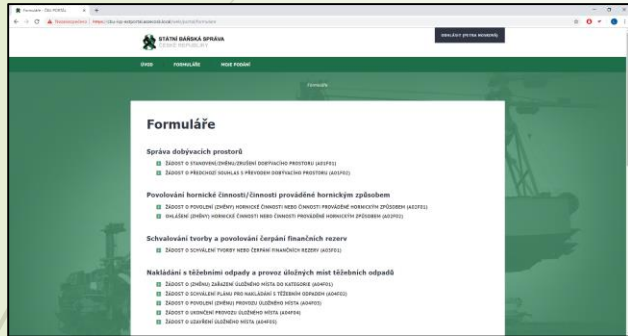 STÁTNÍ BÁŇSKÁ SPRÁVA
ČESKÉ REPUBLIKY
ÚVOD FORMULÁŘE MOJE PODÁNÍ
Formuláře
Formuláře
Správa dobývacích prostorů
ŽÁDOST O STANOVENÍ/ZMĚNU/ZRUŠENÍ DOBÝVACÍHO PROSTORU (A01F01)
ŽÁDOST O PŘEDCHOZÍ SOUHLAS S PŘEVODEM DOBÝVACÍHO PROSTORU (A01F02)
Povolování hornické činnosti/činnosti prováděné hornickým způsobem
ŽÁDOST O POVOLENÍ (ZMĚNY) HORNICKÉ ČINNOSTI NEBO ČINNOSTI PROVÁDĚNÉ HORNICKÝM ZPŮSOBEM (A02F01)
OHLÁŠENÍ (ZMĚNY) HORNICKÉ ČINNOSTI NEBO ČINNOSTI PROVÁDĚNÉ HORNICKÝM ZPŮSOBEM (A02F02)
Schvalování tvorby a povolování čerpání finančních rezerv
ŽÁDOST O SCHVÁLENÍ TVORBY NEBO ČERPÁNÍ FINANČNÍCH REZERV (A03F01)
Nakládání s těžebními odpady a provoz úložných míst těžebních odpadů
ŽÁDOST O (ZMĚNU) ZAŘAZENÍ ÚLOŽNÉHO MÍSTA DO KATEGORIE (A04F01)
ŽÁDOST O SCHVÁLENÍ PLÁNU PRO NAKLÁDÁNÍ S TĚŽEBNÍM ODPADEM (A04F02)
ŽÁDOST O POVOLENÍ (ZMĚNU) PROVOZU ÚLOŽNÉHO MÍSTA (A04F03)
ŽÁDOST O UKONČENÍ PROVOZU ÚLOŽNÉHO MÍSTA (A04F04)
ŽÁDOST O UZAVŘENÍ ÚLOŽNÉHO MÍSTA (A04F05)